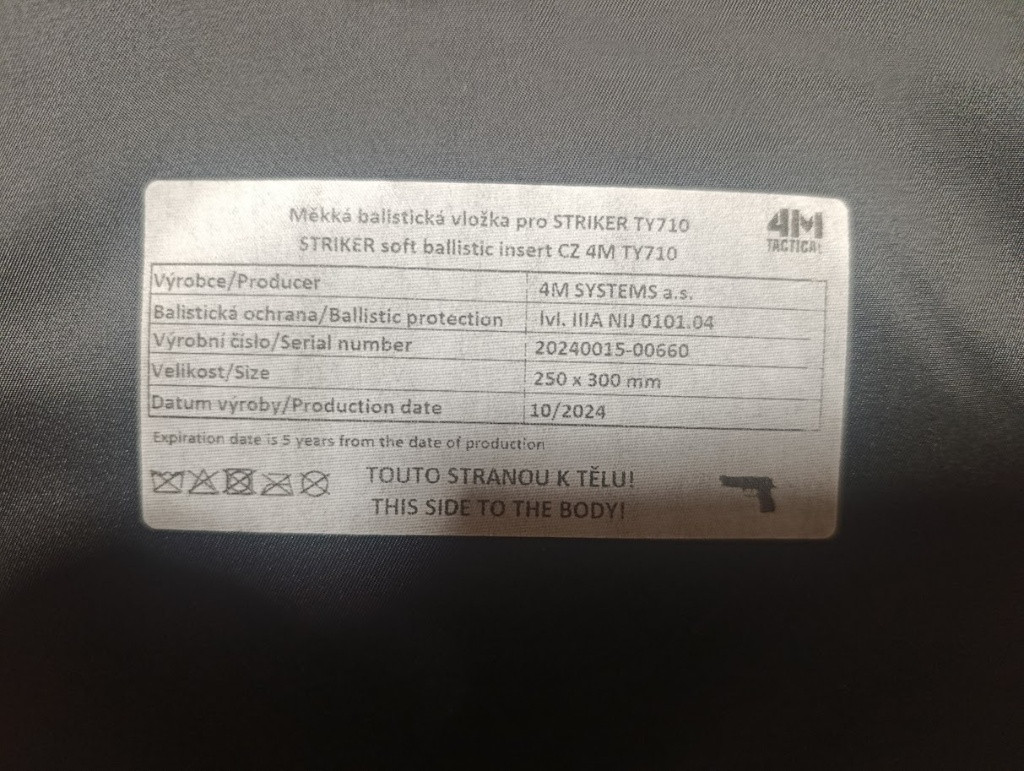 Měkká balistická vložka pro STRIKER TY710
STRIKER soft ballistic insert CZ 4M TY710
4M
TACTICAL
Výrobce/Producer 4M SYSTEMS a.s.
Balistická ochrana/Ballistic protection lvl. IIIA NIJ 0101.04
Výrobní číslo/Serial number 20240015-00660
Velikost/Size 250 x 300 mm
Datum výroby/Production date 10/2024
Expiration date is 5 years from the date of production
TOUTO STRANOU K TĚLU!
THIS SIDE TO THE BODY!